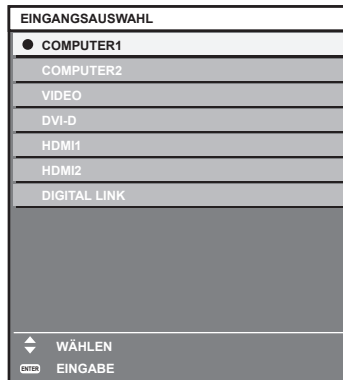 EINGANGSAUSWAHL
COMPUTER1
COMPUTER2
VIDEO
DVI-D
HDMI1
HDMI2
DIGITAL LINK
WÄHLEN
ENTER EINGABE